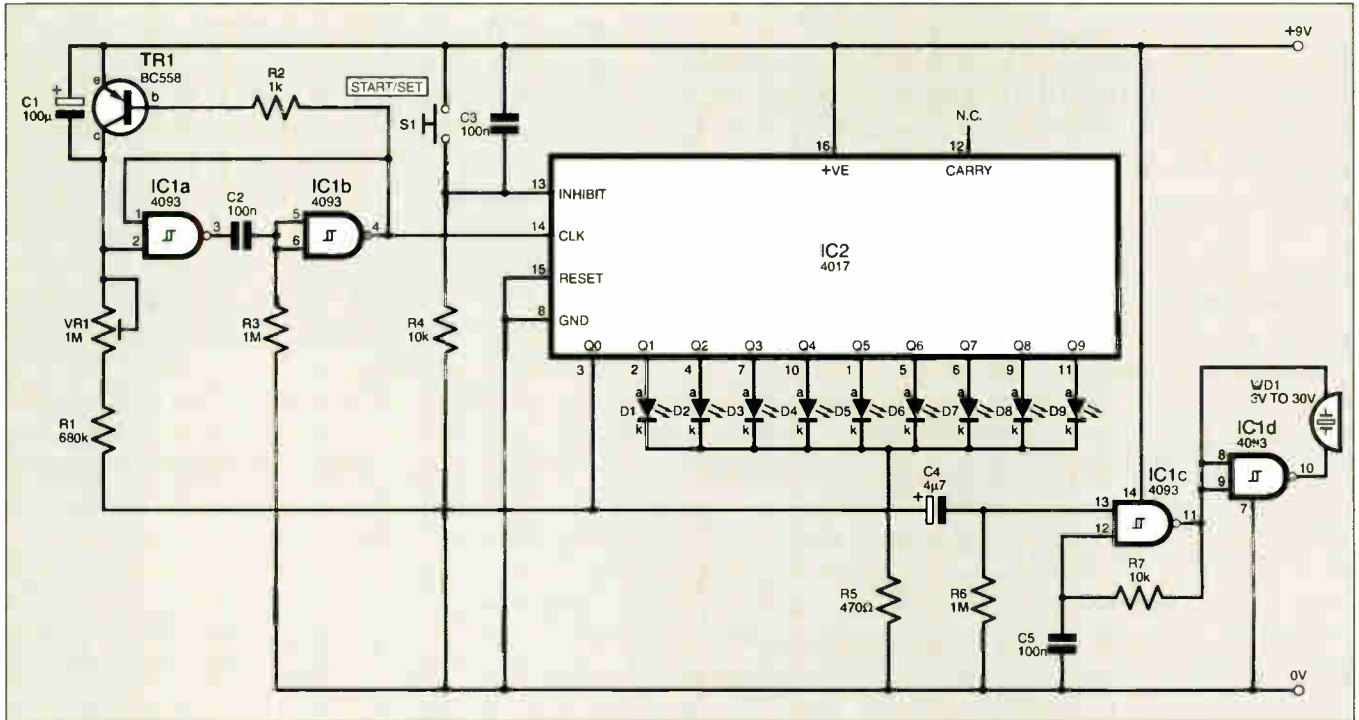 +9V
TR1
BC558
e
b
c
C1
100µ
+
R2
1k
START/SET
S1
C3
100n
N.C.
16
+VE
12
CARRY
IC1a
4093
1
2
3
C2
100n
IC1b
4093
5
6
4
13
INHIBIT
14
CLK
15
RESET
8
GND
IC2
4017
VR1
1M
R3
1M
R4
10k
R1
680k
Q0
Q1
Q2
Q3
Q4
Q5
Q6
Q7
Q8
Q9
3
2
4
7
10
1
5
6
9
11
a
a
a
a
a
a
a
a
a
D1
D2
D3
D4
D5
D6
D7
D8
D9
k
k
k
k
k
k
k
k
k
WD1
3V TO 30V
IC1d
4093
8
9
10
7
C4
4µ7
+
IC1c
4093
14
13
12
11
R7
10k
R5
470Ω
R6
1M
C5
100n
0V